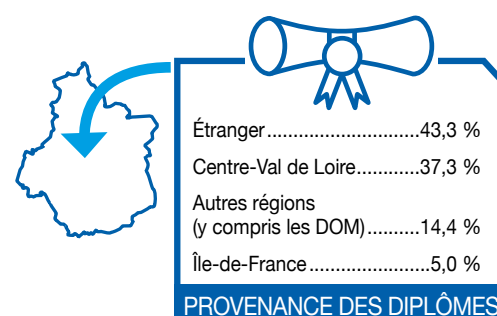 Étranger............................43,3 %
Centre-Val de Loire............37,3 %
Autres régions
(y compris les DOM)..........14,4 %
Île-de-France......................5,0 %
PROVENANCE DES DIPLÔMES